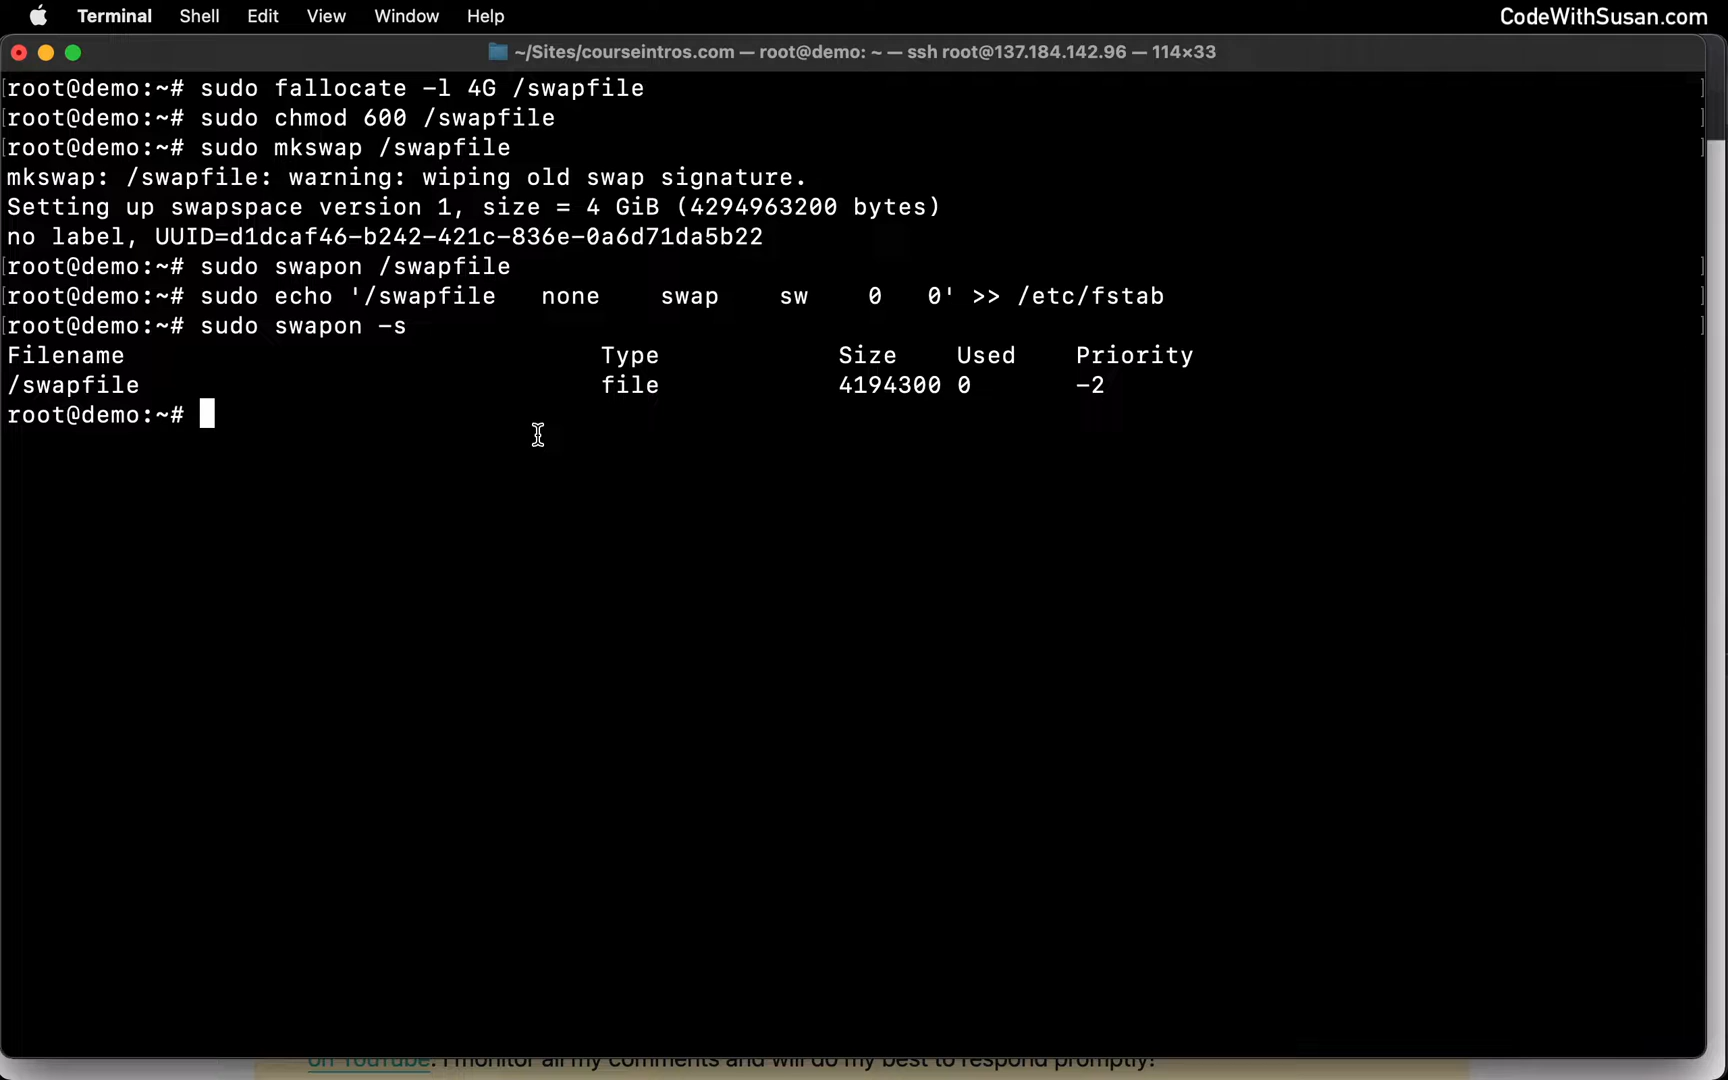 Terminal Shell Edit View Window Help CodeWithSusan.com
~/Sites/courseintros.com — root@demo: ~ — ssh root@137.184.142.96 — 114×33
[root@demo:~# sudo fallocate -l 4G /swapfile ]
[root@demo:~# sudo chmod 600 /swapfile ]
[root@demo:~# sudo mkswap /swapfile ]
mkswap: /swapfile: warning: wiping old swap signature.
Setting up swapspace version 1, size = 4 GiB (4294963200 bytes)
no label, UUID=d1dcaf46-b242-421c-836e-0a6d71da5b22
[root@demo:~# sudo swapon /swapfile ]
[root@demo:~# sudo echo '/swapfile   none    swap    sw    0   0' >> /etc/fstab ]
[root@demo:~# sudo swapon -s ]
Filename Type Size Used Priority
/swapfile file 4194300 0 -2
root@demo:~#
on YouTube. I monitor all my comments and will do my best to respond promptly!